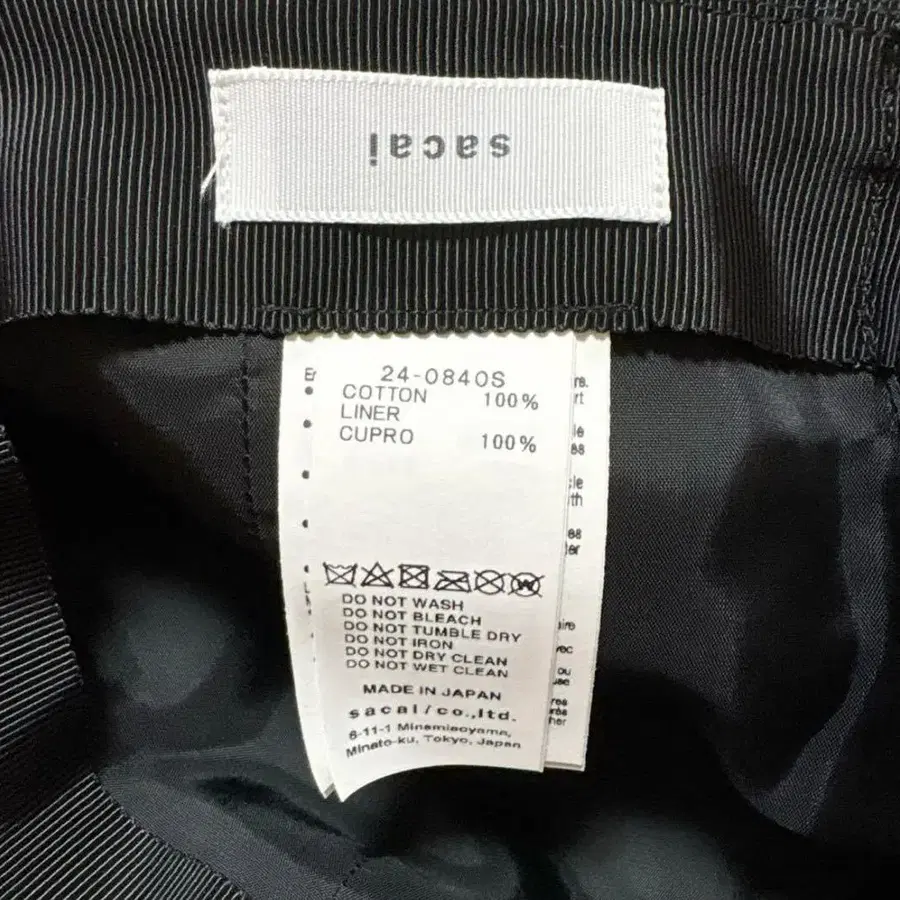 sacai
24-0840S
COTTON 100%
LINER
CUPRO 100%
DO NOT WASH
DO NOT BLEACH
DO NOT TUMBLE DRY
DO NOT IRON
DO NOT DRY CLEAN
DO NOT WET CLEAN
MADE IN JAPAN
sacai/co.,ltd.
6-11-1 Minamiaoyama,
Minato-ku, Tokyo, Japan